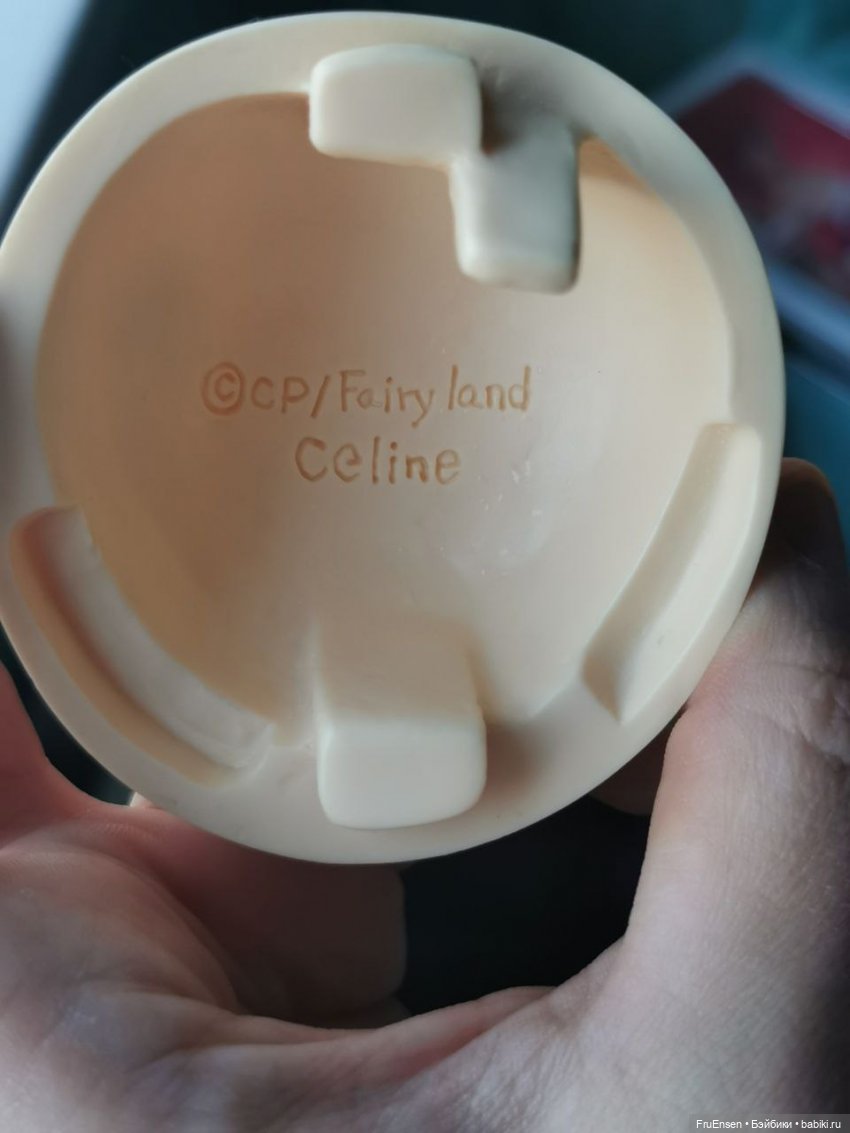 ©CP/Fairyland
Celine
FruEnsen • Бэйбики • babiki.ru